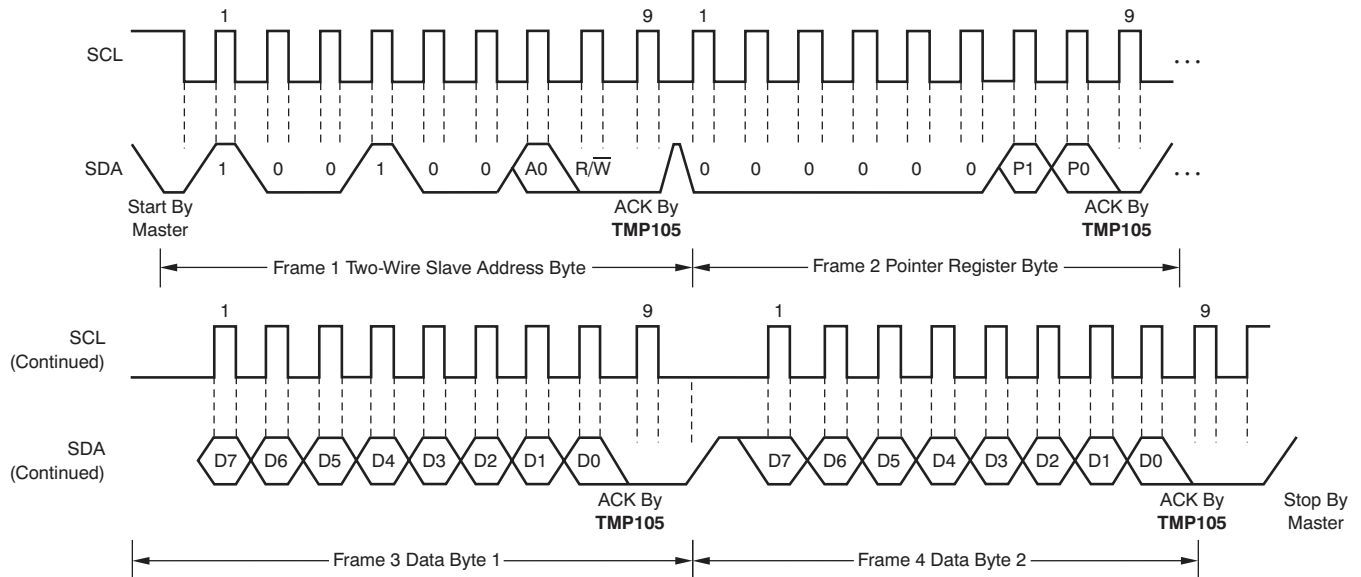 1 9 1 9
SCL ...
SDA 1 0 0 1 0 0 A0 R/W̅ 0 0 0 0 0 0 P1 P0 ...
Start By Master
ACK By TMP105
ACK By TMP105
Frame 1 Two-Wire Slave Address Byte
Frame 2 Pointer Register Byte
1 9 1 9
SCL (Continued)
SDA (Continued)
D7 D6 D5 D4 D3 D2 D1 D0 D7 D6 D5 D4 D3 D2 D1 D0
ACK By TMP105
ACK By TMP105
Stop By Master
Frame 3 Data Byte 1
Frame 4 Data Byte 2